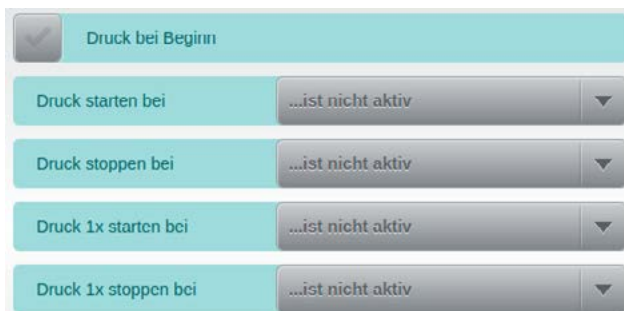 Druck bei Beginn
Druck starten bei ...ist nicht aktiv
Druck stoppen bei ...ist nicht aktiv
Druck 1x starten bei ...ist nicht aktiv
Druck 1x stoppen bei ...ist nicht aktiv